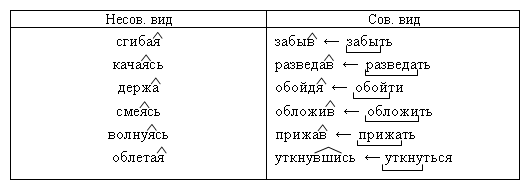 Несов. вид Сов. вид
сгибая забыв ← забыть
качаясь разведав ← разведать
держа обойдя ← обойти
смеясь обложив ← обложить
волнуясь прижав ← прижать
облетая уткнувшись ← уткнуться